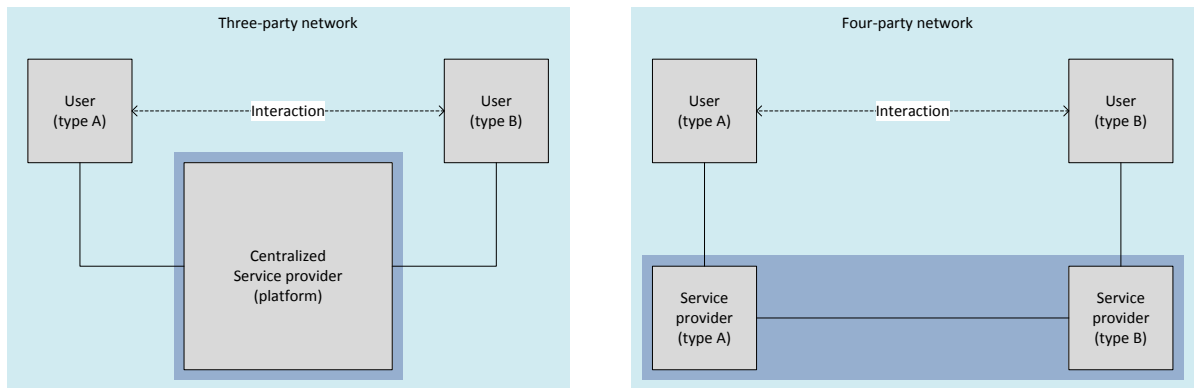 Three-party network
User
(type A)
Interaction
User
(type B)
Centralized
Service provider
(platform)
Four-party network
User
(type A)
Interaction
User
(type B)
Service
provider
(type A)
Service
provider
(type B)